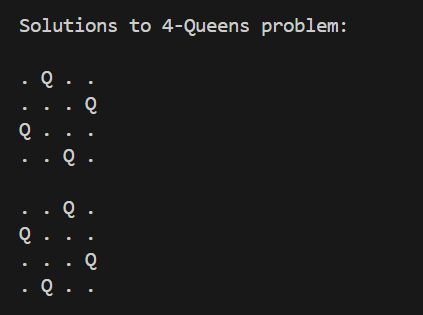 Solutions to 4-Queens problem:
. Q . .
. . . Q
Q . . .
. . Q .
. . Q .
Q . . .
. . . Q
. Q . .